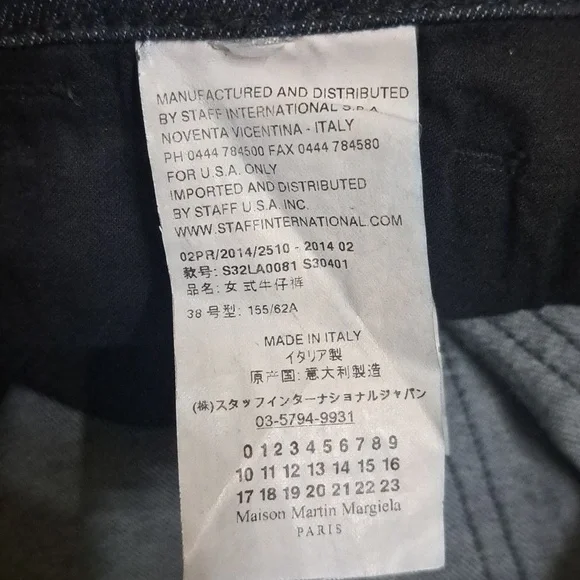 MANUFACTURED AND DISTRIBUTED
BY STAFF INTERNATIONAL S.P.A
NOVENTA VICENTINA - ITALY
PH 0444 784500 FAX 0444 784580
FOR U.S.A. ONLY
IMPORTED AND DISTRIBUTED
BY STAFF U.S.A. INC.
WWW.STAFFINTERNATIONAL.COM
02PR/2014/2510 - 2014 02
款号: S32LA0081 S30401
品名: 女式牛仔裤
38 号型: 155/62A
MADE IN ITALY
イタリア製
原产国: 意大利製造
(株)スタッフインターナショナルジャパン
03-5794-9931
0 1 2 3 4 5 6 7 8 9
10 11 12 13 14 15 16
17 18 19 20 21 22 23
Maison Martin Margiela
PARIS